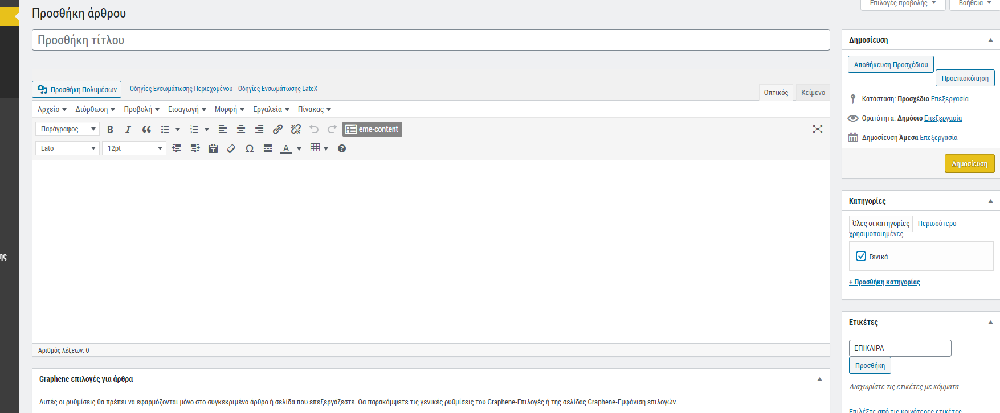 Επιλογές προβολής
Βοήθεια
Προσθήκη άρθρου
Προσθήκη τίτλου
Προσθήκη Πολυμέσων
Οδηγίες Ενσωμάτωσης Περιεχομένου
Οδηγίες Ενσωμάτωσης LateX
Οπτικός
Κείμενο
Αρχείο
Διόρθωση
Προβολή
Εισαγωγή
Μορφή
Εργαλεία
Πίνακας
Παράγραφος
eme-content
Lato
12pt
Αριθμός λέξεων: 0
Graphene επιλογές για άρθρα
Αυτές οι ρυθμίσεις θα πρέπει να εφαρμόζονται μόνο στο συγκεκριμένο άρθρο ή σελίδα που επεξεργάζεστε. Θα παρακάμψετε τις γενικές ρυθμίσεις του Graphene-Επιλογές ή της σελίδας Graphene-Εμφάνιση επιλογών.
Δημοσίευση
Αποθήκευση Προσχέδιου
Προεπισκόπηση
Κατάσταση: Προσχέδιο Επεξεργασία
Ορατότητα: Δημόσιο Επεξεργασία
Δημοσίευση Άμεσα Επεξεργασία
Δημοσίευση
Κατηγορίες
Όλες οι κατηγορίες
Περισσότερο
χρησιμοποιημένες
Γενικά
+ Προσθήκη κατηγορίας
Ετικέτες
ΕΠΙΚΑΙΡΑ
Προσθήκη
Διαχωρίστε τις ετικέτες με κόμματα
Επιλέξτε από τις κοινότερες ετικέτες
ης